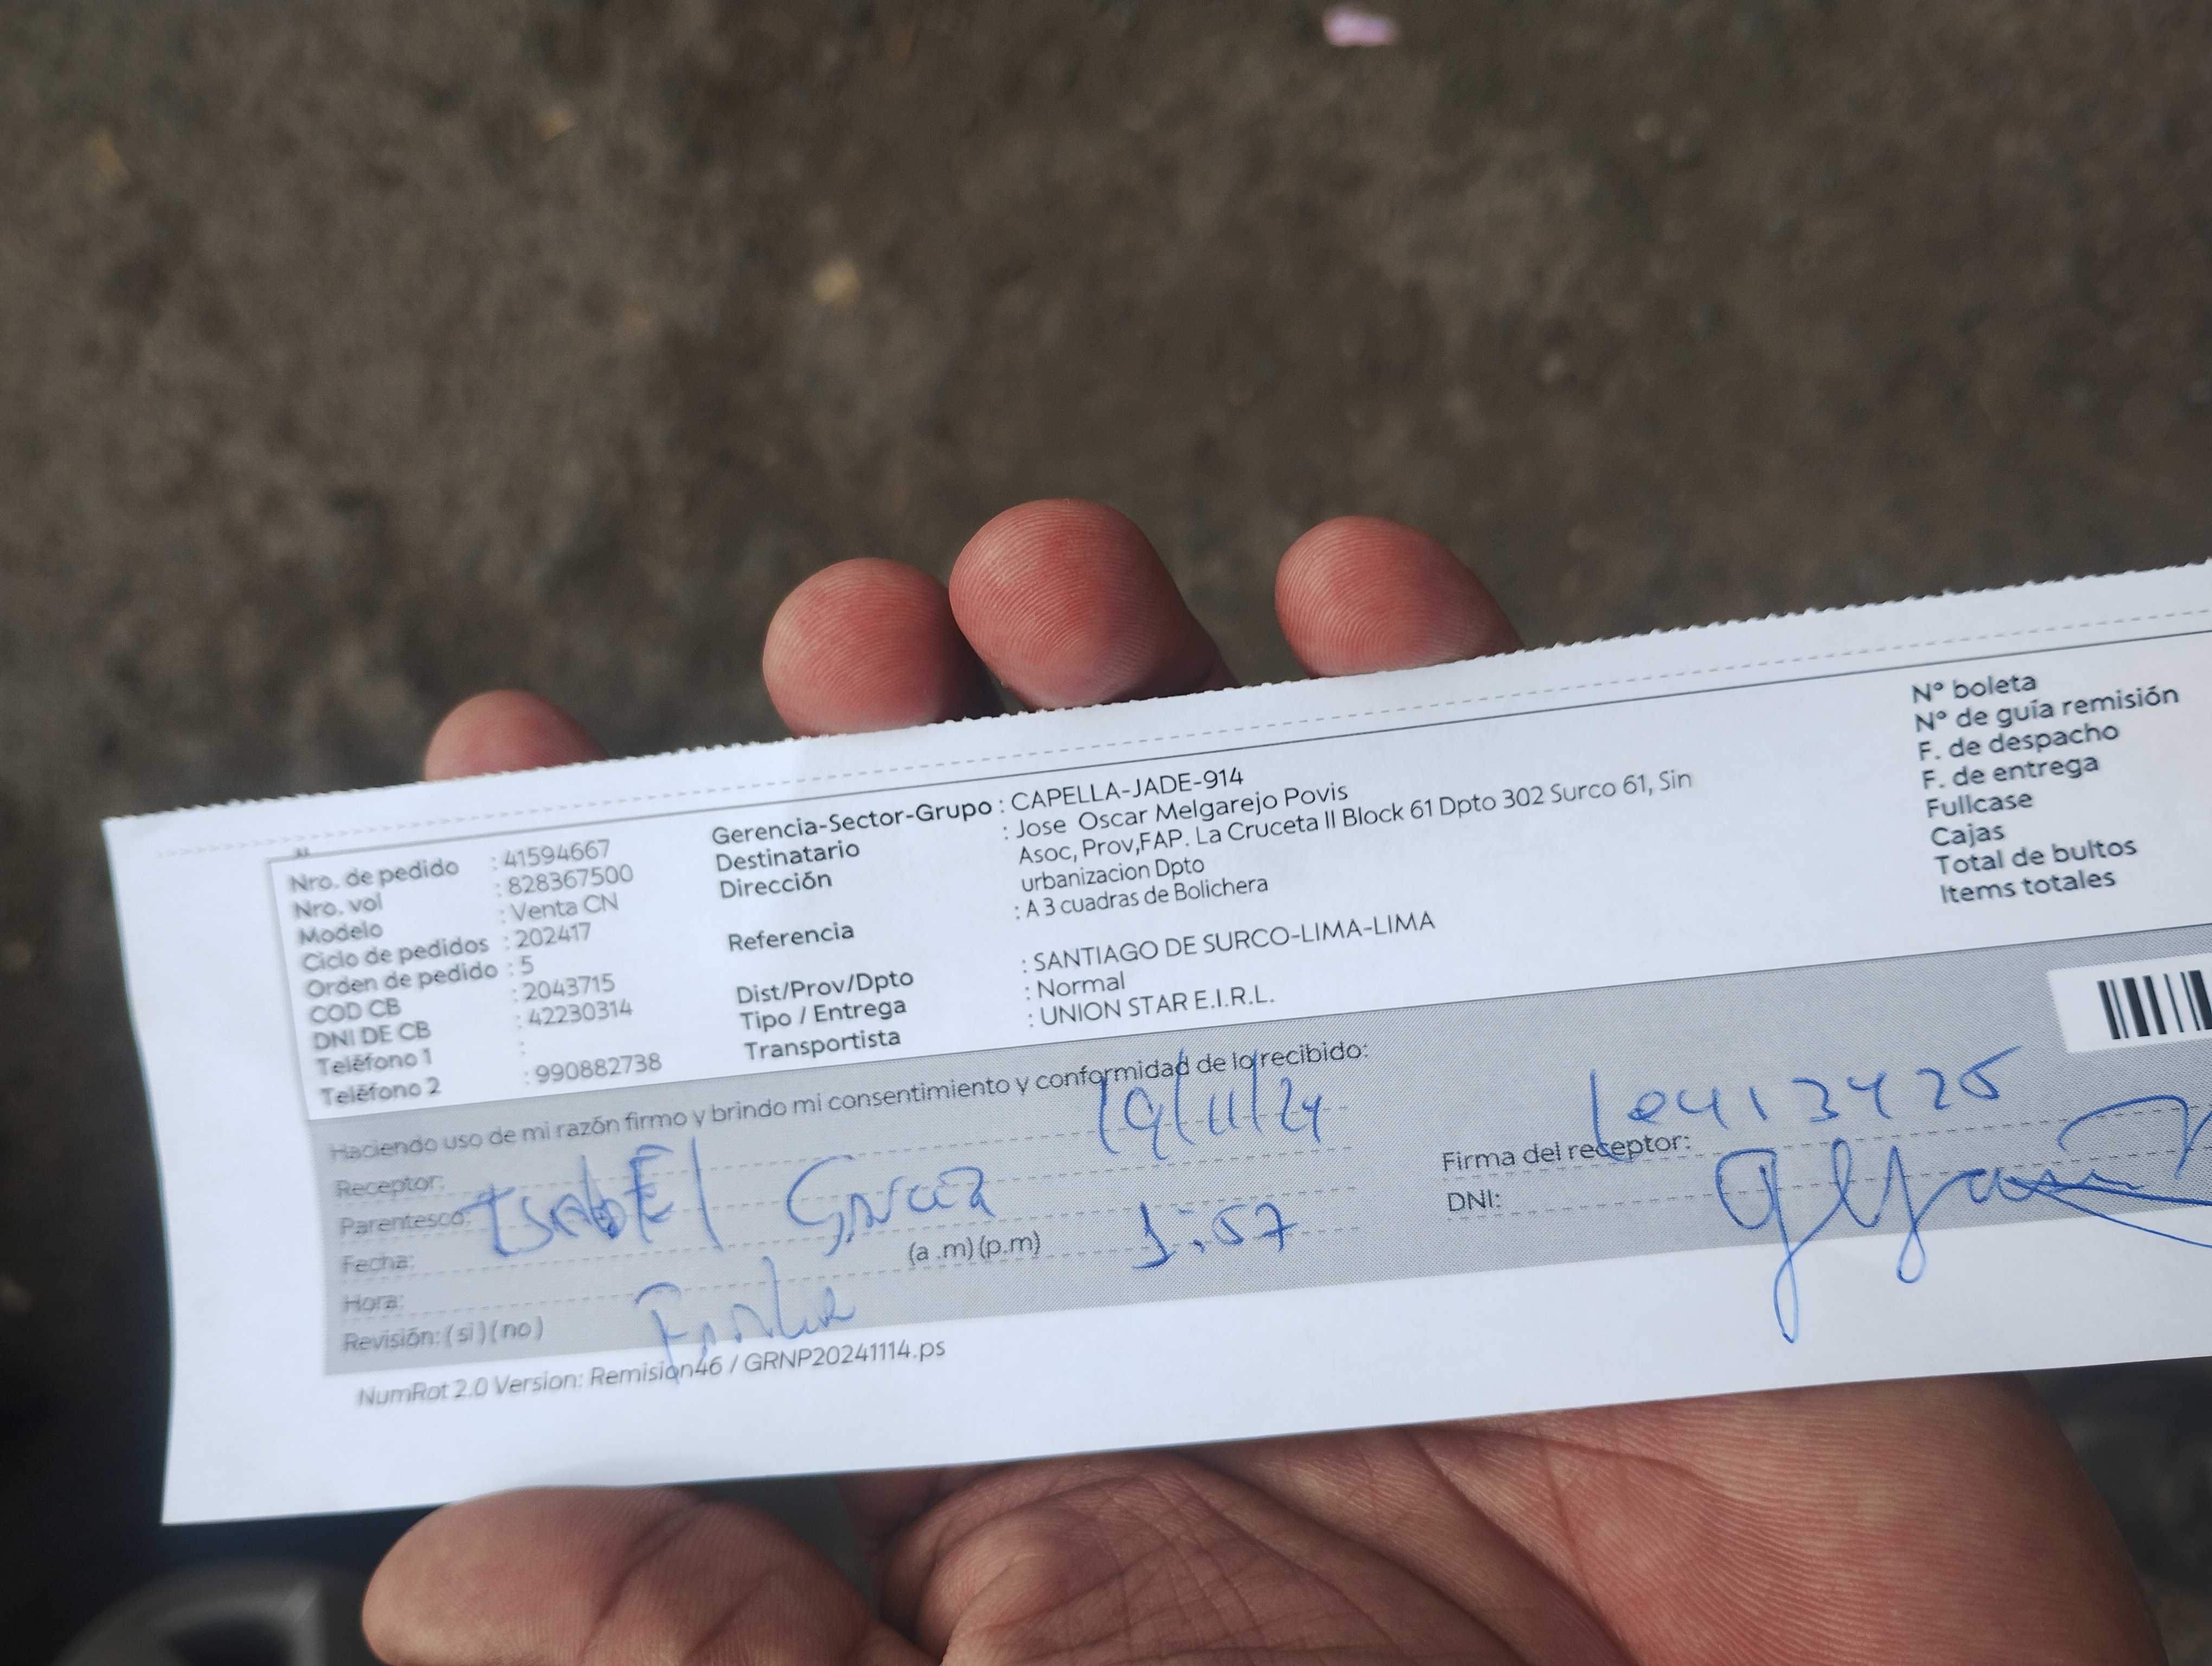 Nro. de pedido : 41594667
Nro. vol : 828367500
Modelo : Venta CN
Ciclo de pedidos : 202417
Orden de pedido : 5
COD CB : 2043715
DNI DE CB : 42230314
Teléfono 1 :
Teléfono 2 : 990882738
Gerencia-Sector-Grupo : CAPELLA-JADE-914
Destinatario : Jose Oscar Melgarejo Povis
Dirección Asoc, Prov,FAP. La Cruceta II Block 61 Dpto 302 Surco 61, Sin
urbanizacion Dpto
Referencia : A 3 cuadras de Bolichera
Dist/Prov/Dpto : SANTIAGO DE SURCO-LIMA-LIMA
Tipo / Entrega : Normal
Transportista : UNION STAR E.I.R.L.
N° boleta
N° de guía remisión
F. de despacho
F. de entrega
Fullcase
Cajas
Total de bultos
Items totales
Haciendo uso de mi razón firmo y brindo mi consentimiento y conformidad de lo recibido:
Receptor: 19/11/24
Parentesco: IsabEl Garcia
Fecha:
Hora: (a .m)(p.m) 1:57
Revisión: ( si ) ( no )
Firma del receptor:
DNI:
NumRot 2.0 Version: Remision46 / GRNP20241114.ps